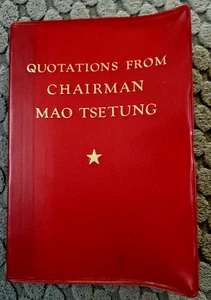 QUOTATIONS FROM
CHAIRMAN
MAO TSETUNG